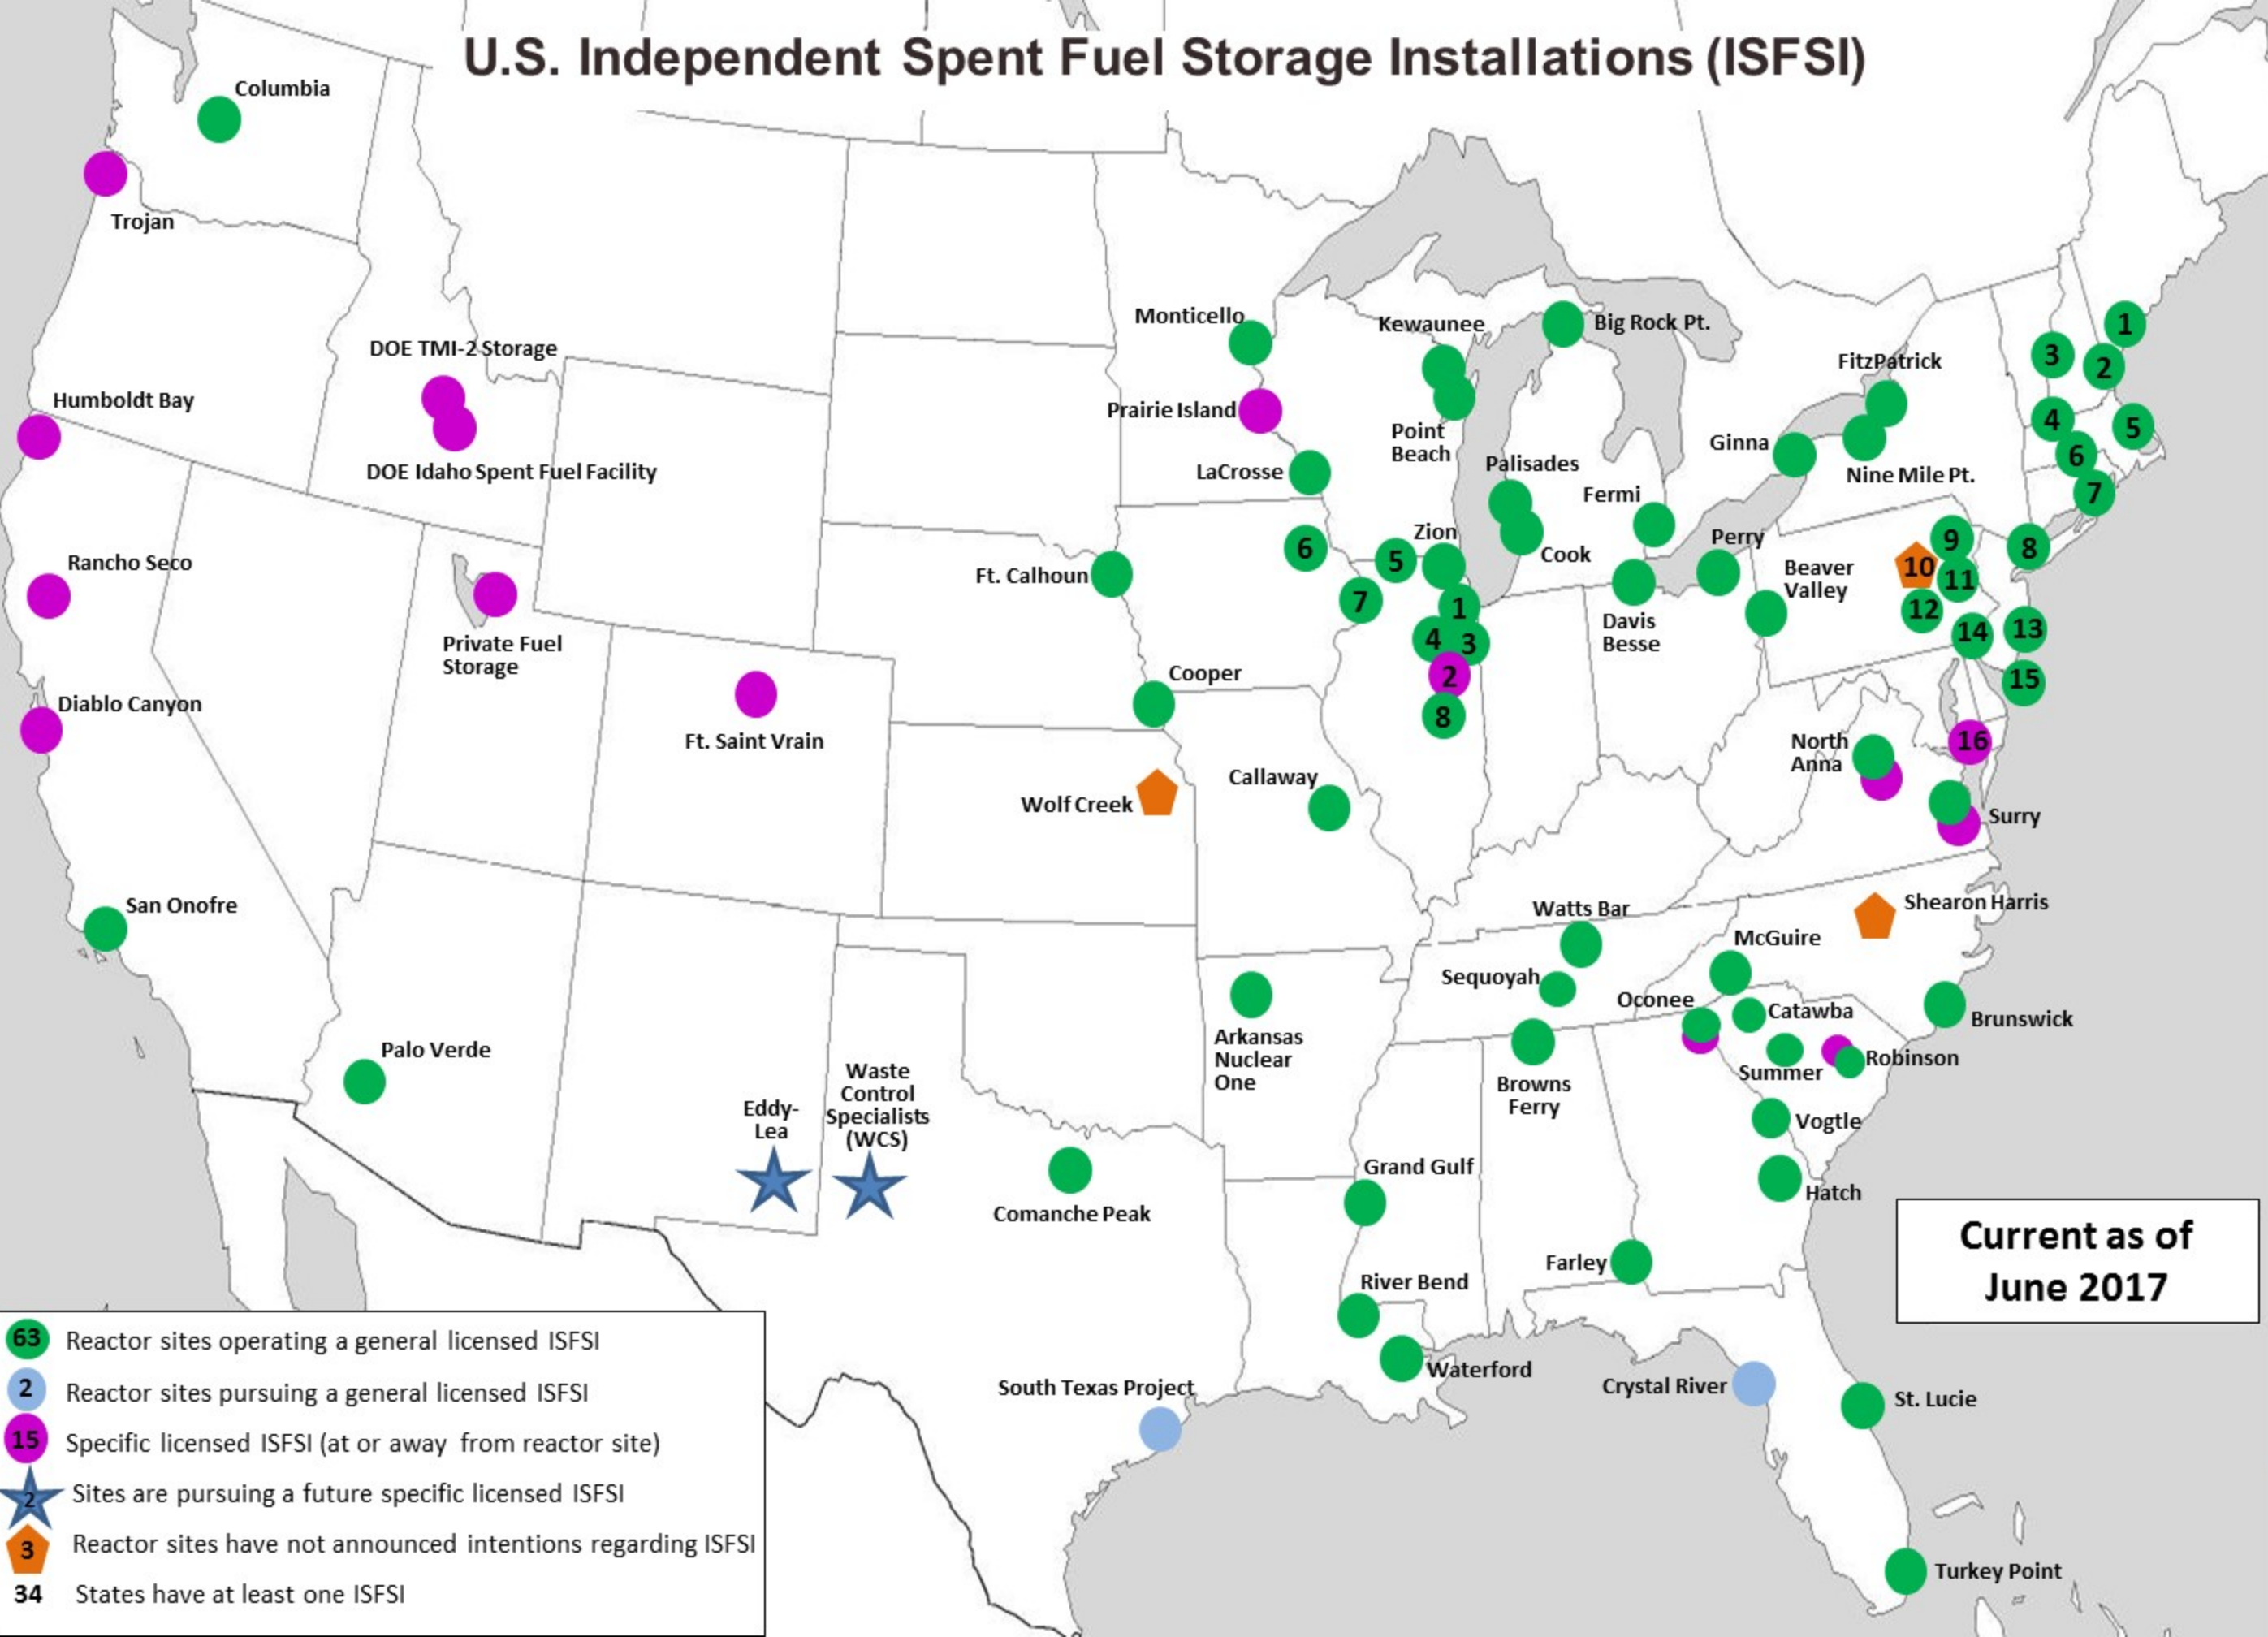 U.S. Independent Spent Fuel Storage Installations (ISFSI)
Columbia
Trojan
Humboldt Bay
DOE TMI-2 Storage
DOE Idaho Spent Fuel Facility
Rancho Seco
Private Fuel
Storage
Diablo Canyon
Ft. Saint Vrain
San Onofre
Palo Verde
Eddy-
Lea
Waste
Control
Specialists
(WCS)
Comanche Peak
South Texas Project
Monticello
Prairie Island
LaCrosse
Ft. Calhoun
Cooper
Wolf Creek
Callaway
Arkansas
Nuclear
One
Grand Gulf
River Bend
Waterford
Kewaunee
Point
Beach
Big Rock Pt.
Palisades
Cook
Fermi
Zion
6
5
7
1
4
3
2
8
Davis
Besse
Perry
Beaver
Valley
Ginna
FitzPatrick
Nine Mile Pt.
1
3
2
4
5
6
7
8
9
10
11
12
13
14
15
16
North
Anna
Surry
Watts Bar
Sequoyah
Browns
Ferry
Shearon Harris
McGuire
Oconee
Catawba
Brunswick
Summer
Robinson
Vogtle
Hatch
Farley
Crystal River
St. Lucie
Turkey Point
Current as of
June 2017
63 Reactor sites operating a general licensed ISFSI
2 Reactor sites pursuing a general licensed ISFSI
15 Specific licensed ISFSI (at or away from reactor site)
2 Sites are pursuing a future specific licensed ISFSI
3 Reactor sites have not announced intentions regarding ISFSI
34 States have at least one ISFSI